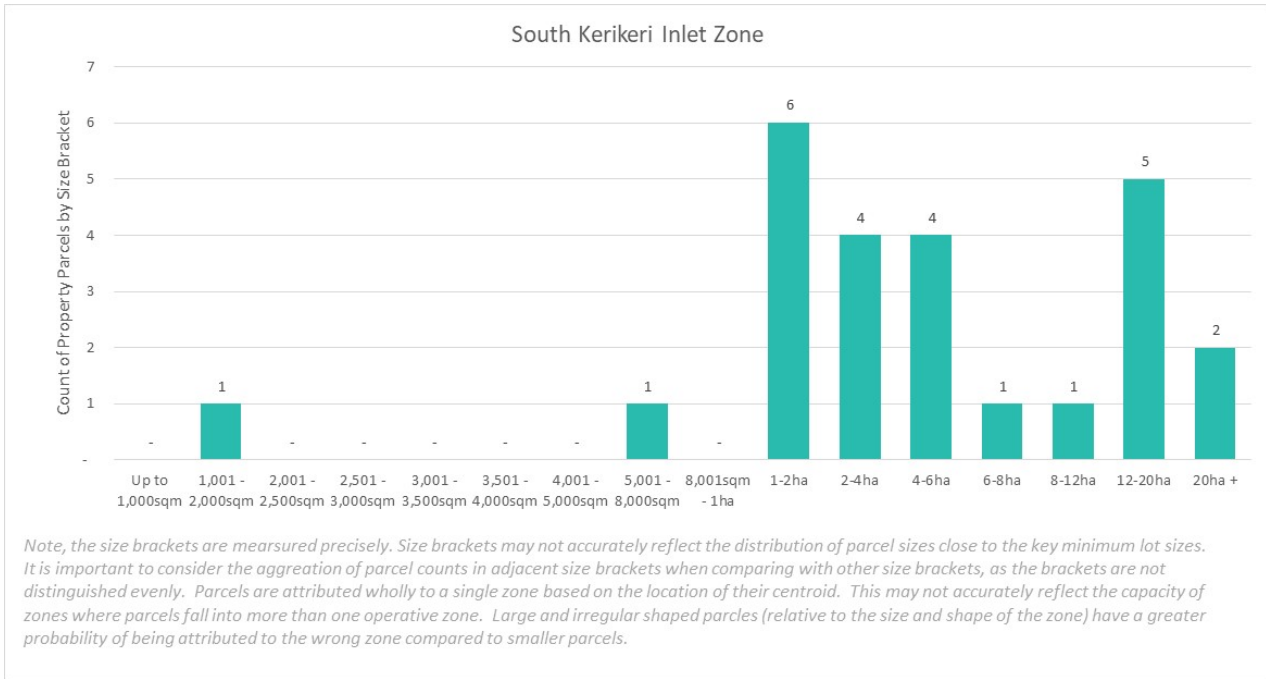 South Kerikeri Inlet Zone
Count of Property Parcels by Size Bracket
7
6
5
4
3
2
1
-
-
1
-
-
-
-
-
1
-
6
4
4
1
1
5
2
Up to 1,001 - 2,001 - 2,501 - 3,001 - 3,501 - 4,001 - 5,001 - 8,001sqm 1-2ha 2-4ha 4-6ha 6-8ha 8-12ha 12-20ha 20ha +
1,000sqm 2,000sqm 2,500sqm 3,000sqm 3,500sqm 4,000sqm 5,000sqm 8,000sqm - 1ha
Note, the size brackets are mearsured precisely. Size brackets may not accurately reflect the distribution of parcel sizes close to the key minimum lot sizes.
It is important to consider the aggreation of parcel counts in adjacent size brackets when comparing with other size brackets, as the brackets are not
distinguished evenly. Parcels are attributed wholly to a single zone based on the location of their centroid. This may not accurately reflect the capacity of
zones where parcels fall into more than one operative zone. Large and irregular shaped parcles (relative to the size and shape of the zone) have a greater
probability of being attributed to the wrong zone compared to smaller parcels.